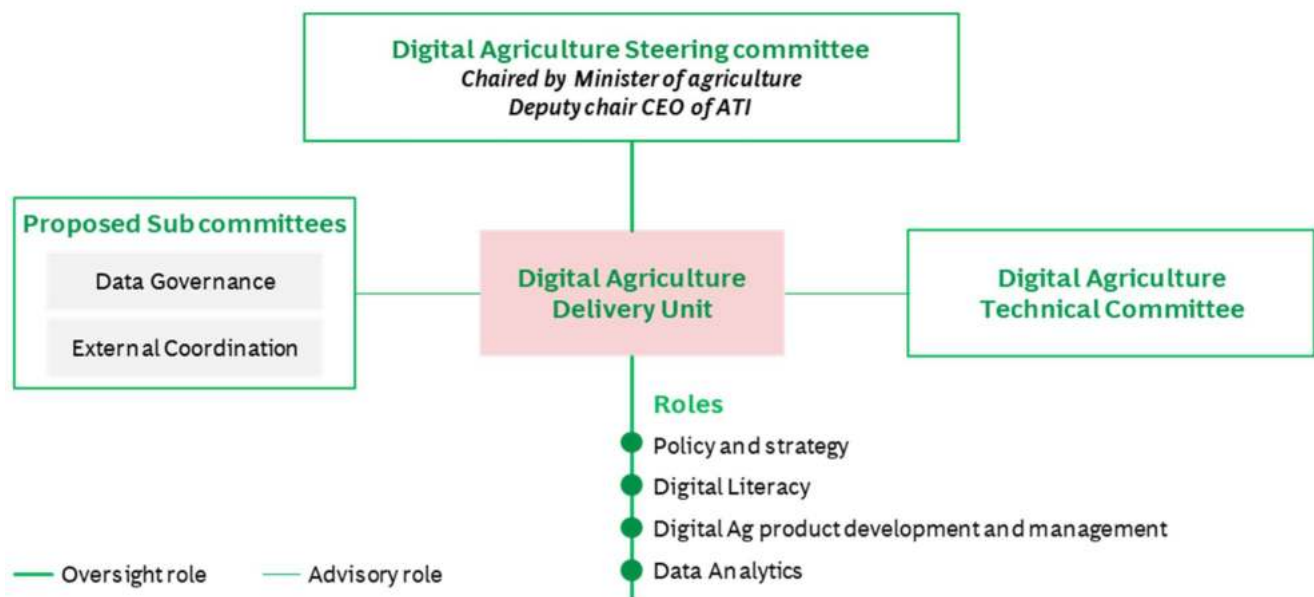 Digital Agriculture Steering committee
Chaired by Minister of agriculture
Deputy chair CEO of ATI
Proposed Sub committees
Data Governance
External Coordination
Digital Agriculture
Delivery Unit
Digital Agriculture
Technical Committee
Roles
Policy and strategy
Digital Literacy
Digital Ag product development and management
Data Analytics
Oversight role
Advisory role